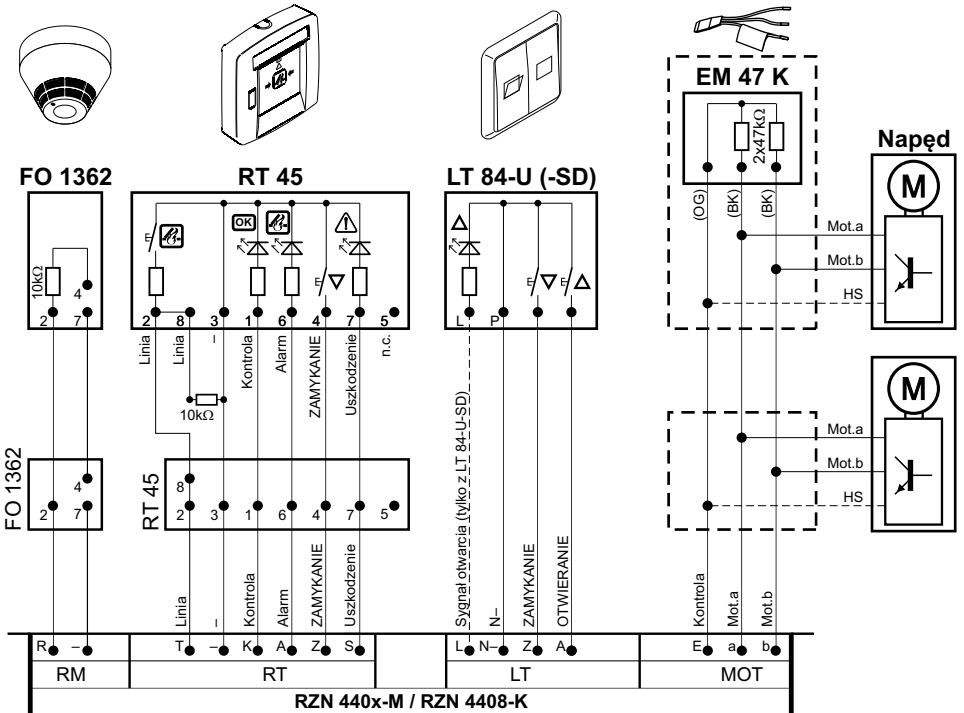 EM 47 K
2x47kΩ
(OG)
(BK)
(BK)
Napęd
M
Mot.a
Mot.b
HS
FO 1362
10kΩ
4
2
7
RT 45
E
OK
E
2
8
3
1
6
4
7
5
Linia
Linia
–
Kontrola
Alarm
ZAMYKANIE
Uszkodzenie
n.c.
10kΩ
LT 84-U (-SD)
E
E
L
P
M
Mot.a
Mot.b
HS
FO 1362
4
2
7
RT 45
8
2
3
1
6
4
7
5
Linia
–
Kontrola
Alarm
ZAMYKANIE
Uszkodzenie
Sygnał otwarcia (tylko z LT 84-U-SD)
N–
ZAMYKANIE
OTWIERANIE
Kontrola
Mot.a
Mot.b
R
–
T
–
K
A
Z
S
L
N–
Z
A
E
a
b
RM
RT
LT
MOT
RZN 440x-M / RZN 4408-K